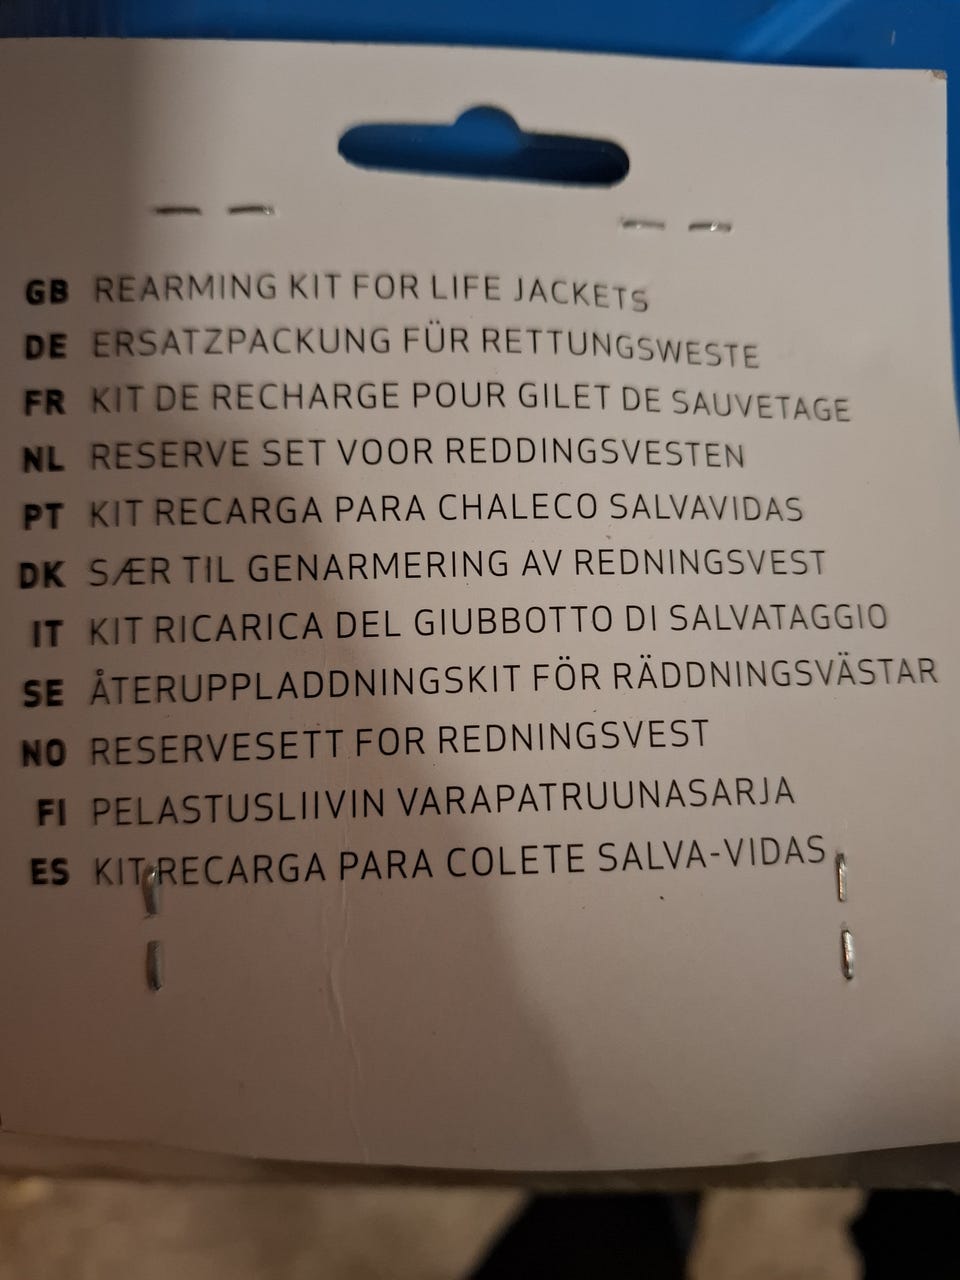 GB REARMING KIT FOR LIFE JACKETS
DE ERSATZPACKUNG FÜR RETTUNGSWESTE
FR KIT DE RECHARGE POUR GILET DE SAUVETAGE
NL RESERVE SET VOOR REDDINGSVESTEN
PT KIT RECARGA PARA CHALECO SALVAVIDAS
DK SÆR TIL GENARMERING AV REDNINGSVEST
IT KIT RICARICA DEL GIUBBOTTO DI SALVATAGGIO
SE ÅTERUPPLADDNINGSKIT FÖR RÄDDNINGSVÄSTAR
NO RESERVESETT FOR REDNINGSVEST
FI PELASTUSLIIVIN VARAPATRUUNASARJA
ES KIT RECARGA PARA COLETE SALVA-VIDAS